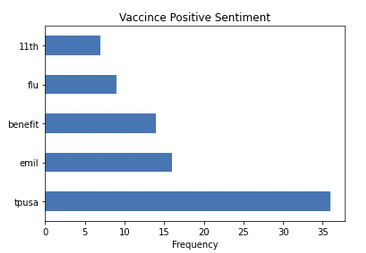 Vaccince Positive Sentiment
11th
flu
benefit
emil
tpusa
0 5 10 15 20 25 30 35
Frequency